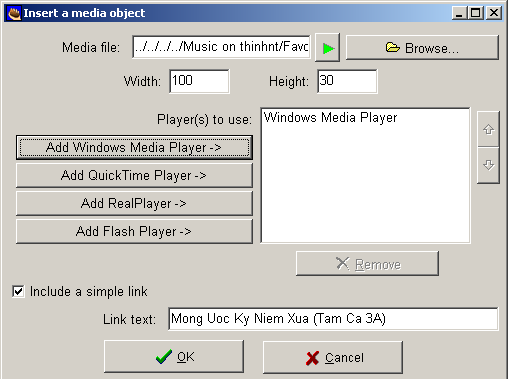 Insert a media object
Media file: ../../../../Music on thinhnt/Favo Browse...
Width: 100 Height: 30
Player(s) to use: Windows Media Player
Add Windows Media Player ->
Add QuickTime Player ->
Add RealPlayer ->
Add Flash Player ->
Remove
Include a simple link
Link text: Mong Uoc Ky Niem Xua (Tam Ca 3A)
OK Cancel